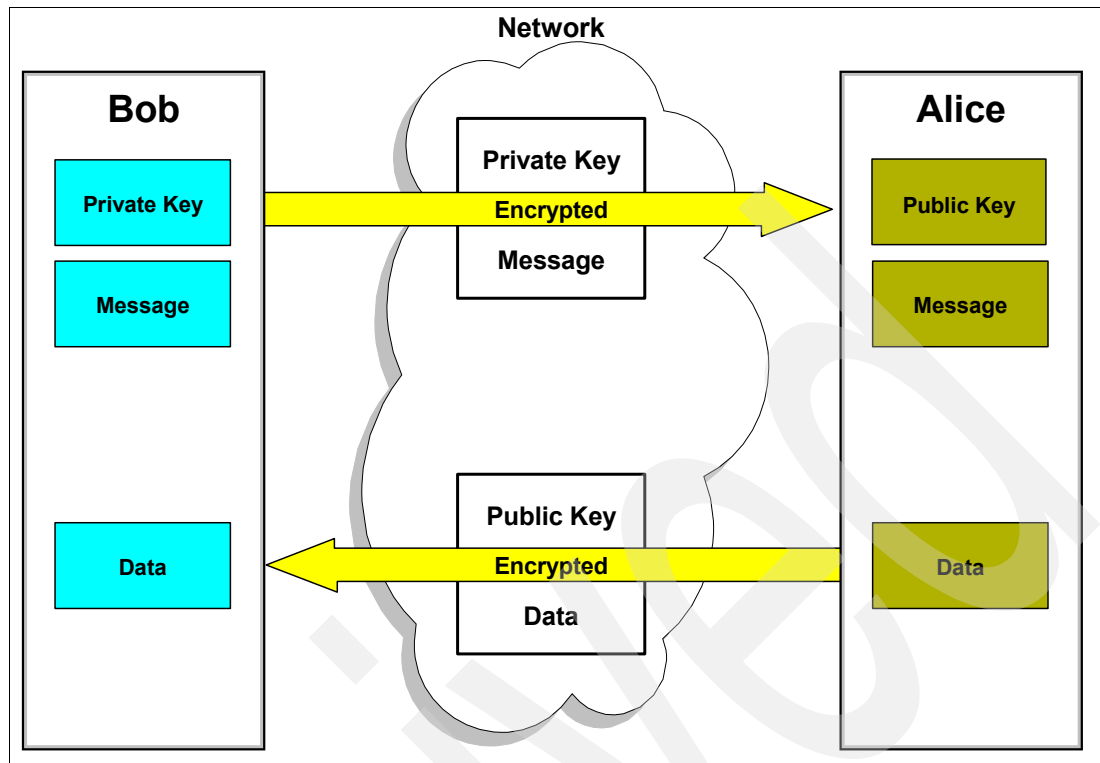 Network
Bob
Private Key
Message
Data
Private Key
Encrypted
Message
Public Key
Encrypted
Data
Alice
Public Key
Message
Data